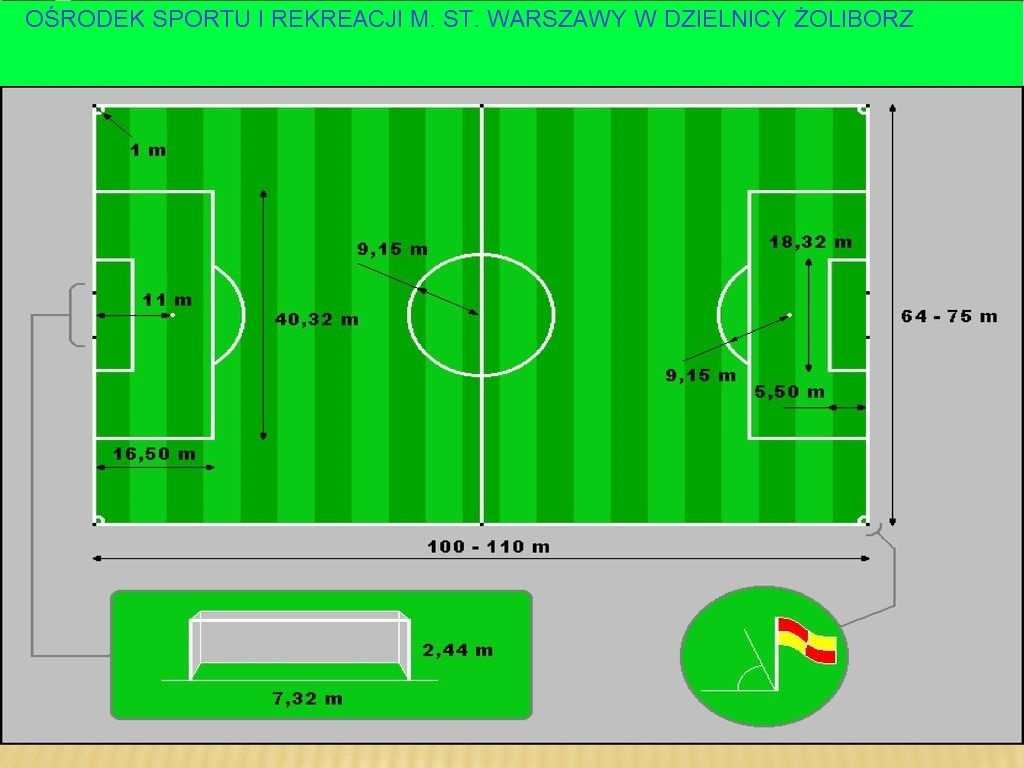 OŚRODEK SPORTU I REKREACJI M. ST. WARSZAWY W DZIELNICY ŻOLIBORZ
1 m
18,32 m
9,15 m
11 m
40,32 m
64 - 75 m
9,15 m
5,50 m
16,50 m
100 - 110 m
2,44 m
7,32 m